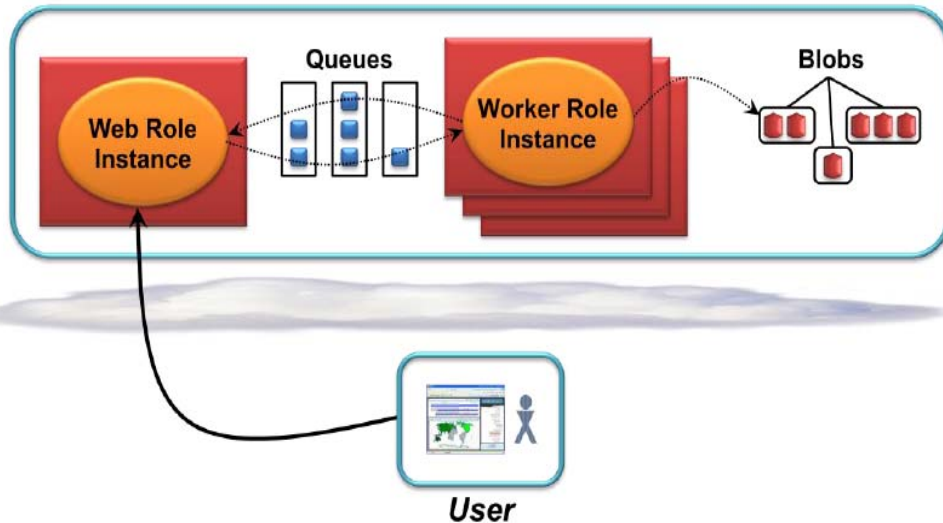 Queues
Blobs
Web Role
Instance
Worker Role
Instance
User